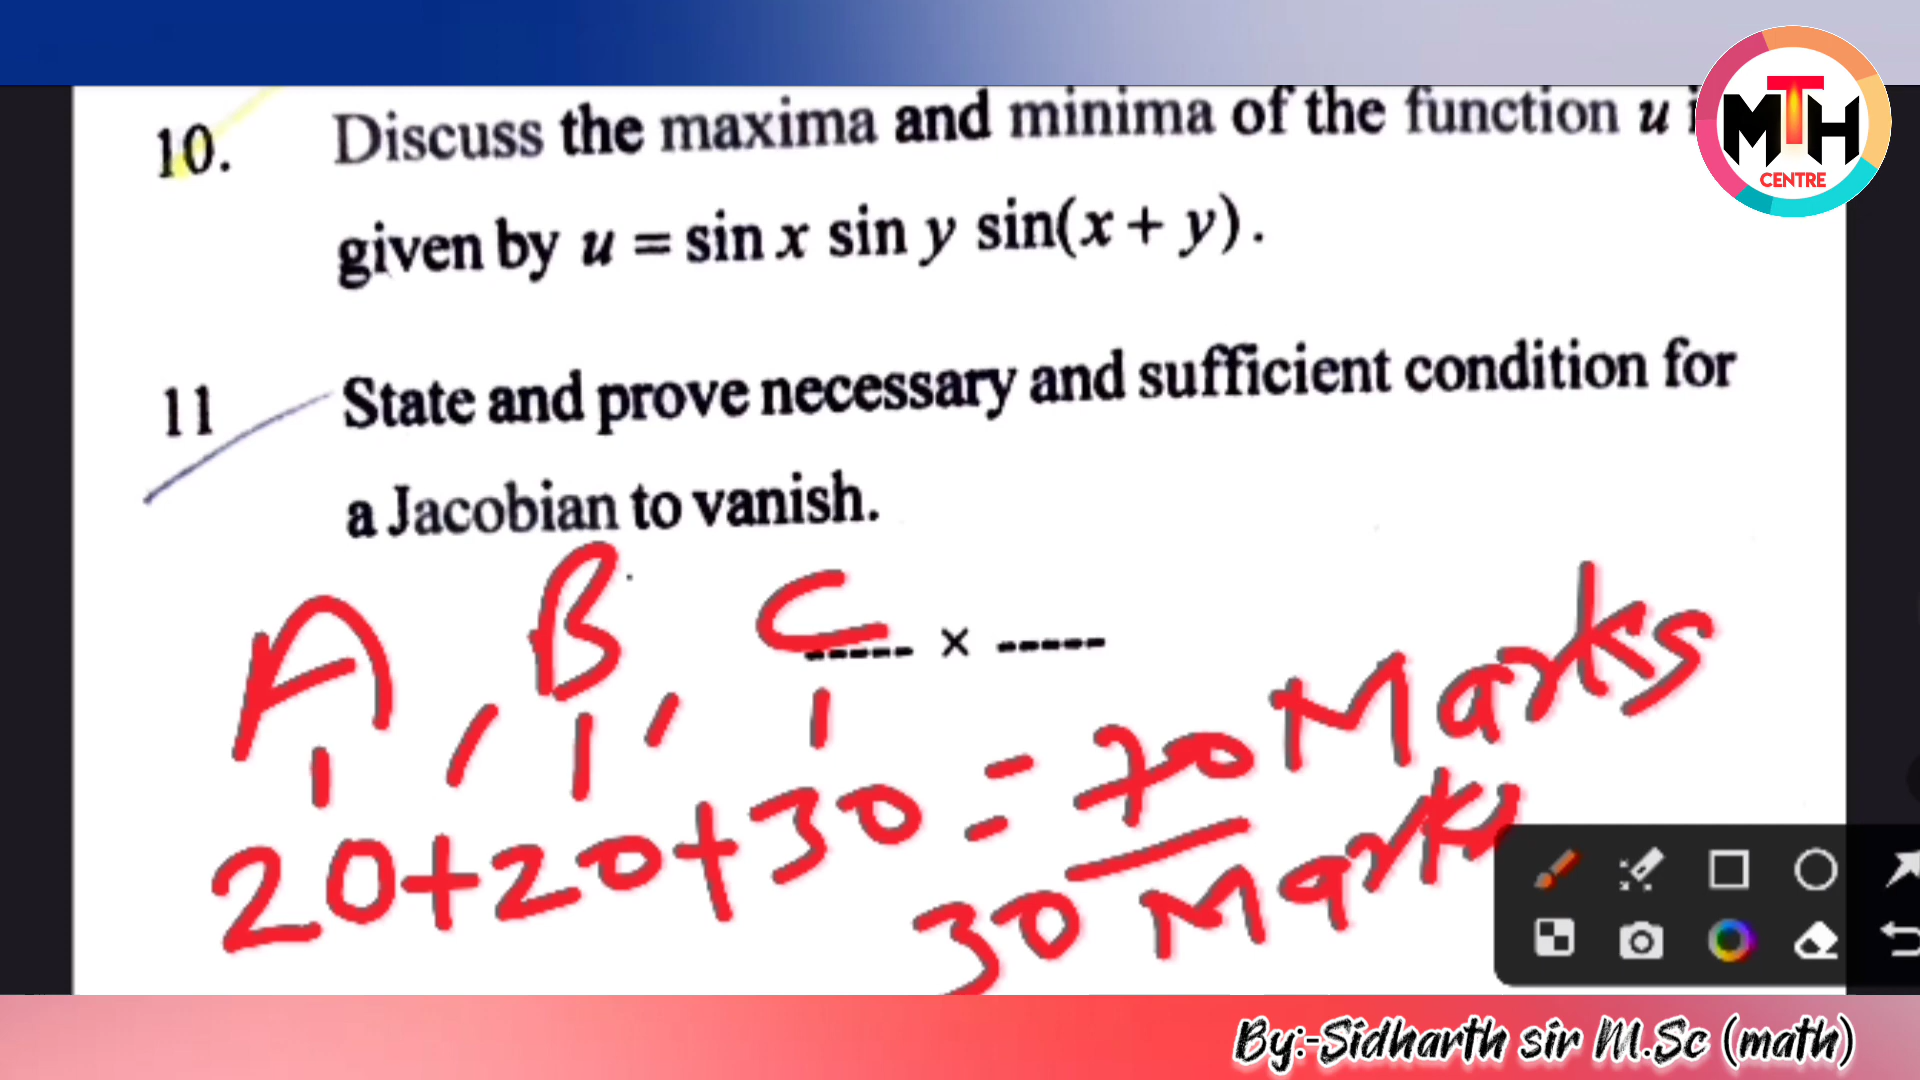 MTH
CENTRE
10. Discuss the maxima and minima of the function u
given by u = sin x sin y sin(x + y).
11 State and prove necessary and sufficient condition for
a Jacobian to vanish.
----- × -----
A, B, C
20+20+30 = 70 Marks
30 Marks
By:-Sidharth sir M.Sc (math)